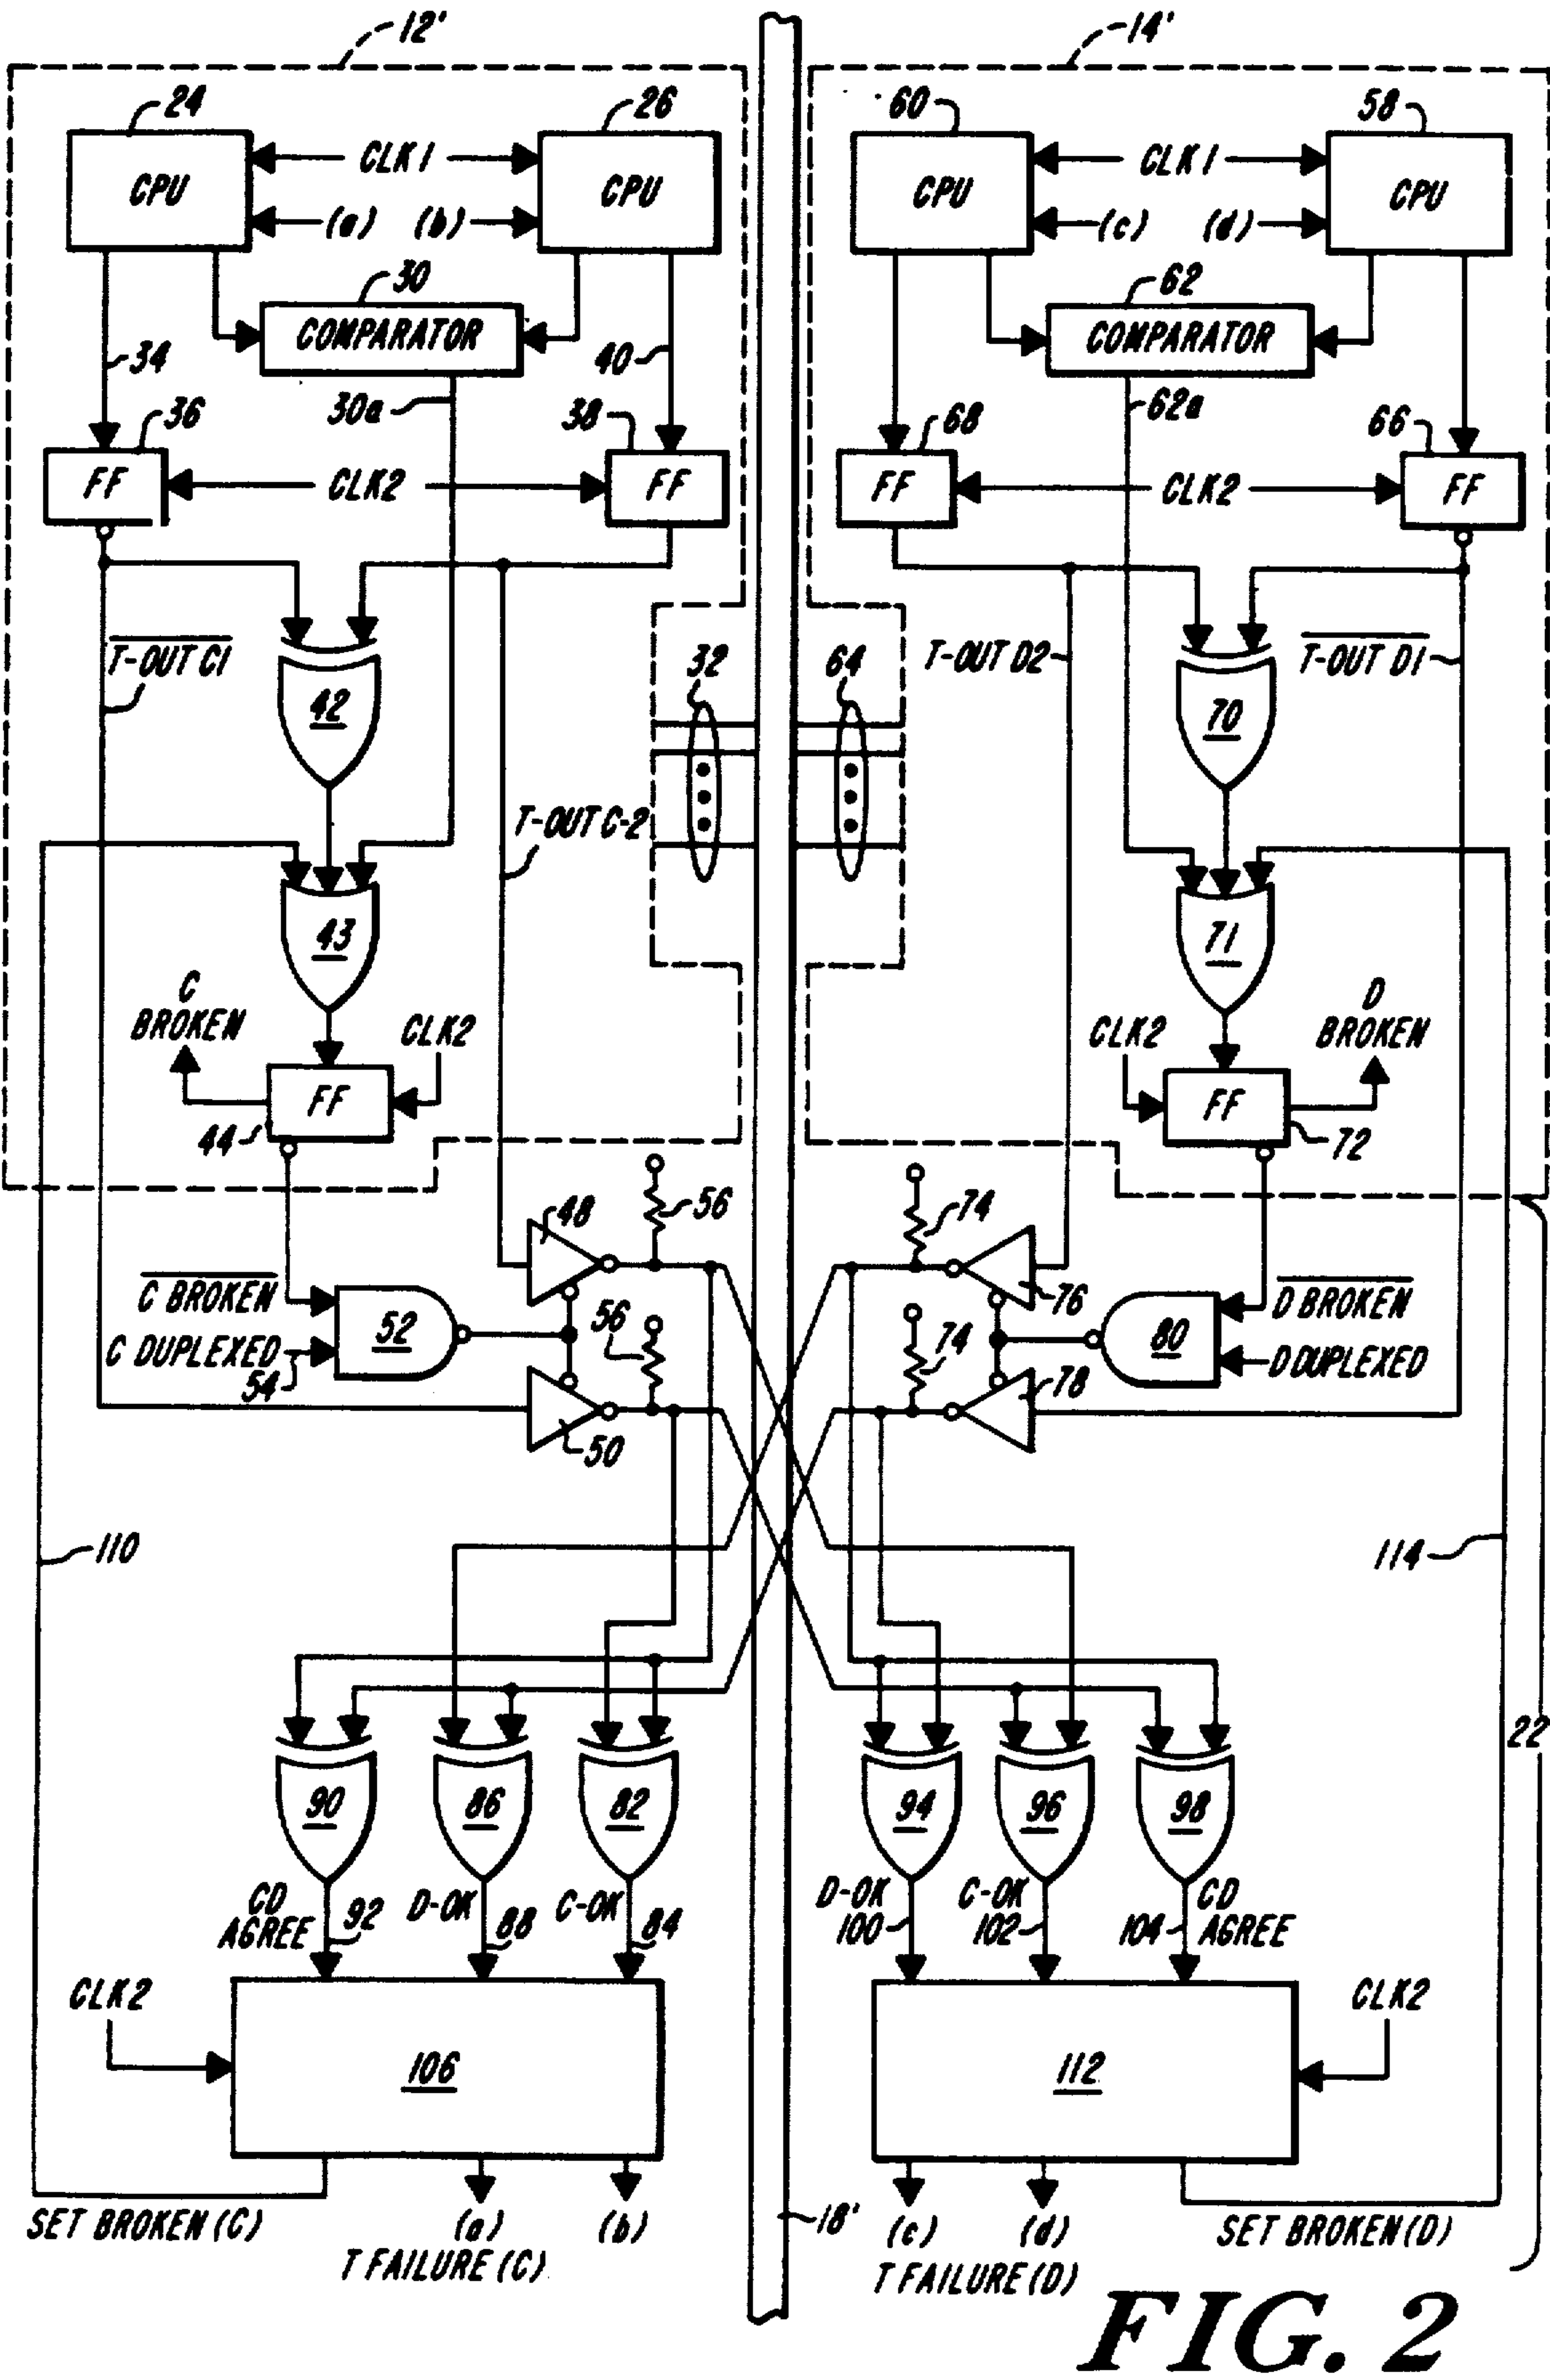 12' 14'
24 26 60 58
CPU CLK1 CPU CPU CLK1 CPU
(a) (b) (c) (d)
30 62
COMPARATOR COMPARATOR
34 40
30a 62a
36 38 68 66
FF CLK2 FF FF CLK2 FF
T-OUT C1 32 64 T-OUT D2 T-OUT D1
42 70
T-OUT C-2
43 71
C BROKEN CLK2 CLK2 D BROKEN
FF FF
44 72
48 56 74
76
C BROKEN D BROKEN
52 56 74 80
C DUPLEXED D DUPLEXED
54 78
50
110 114
22
90 86 82 94 96 98
CD AGREE 92 D-OK 88 C-OK 84 D-OK 100 C-OK 102 104 CD AGREE
CLK2 CLK2
106 112
SET BROKEN (C) (a) (b) 18' (c) (d) SET BROKEN (D)
T FAILURE (C) T FAILURE (D)
FIG. 2